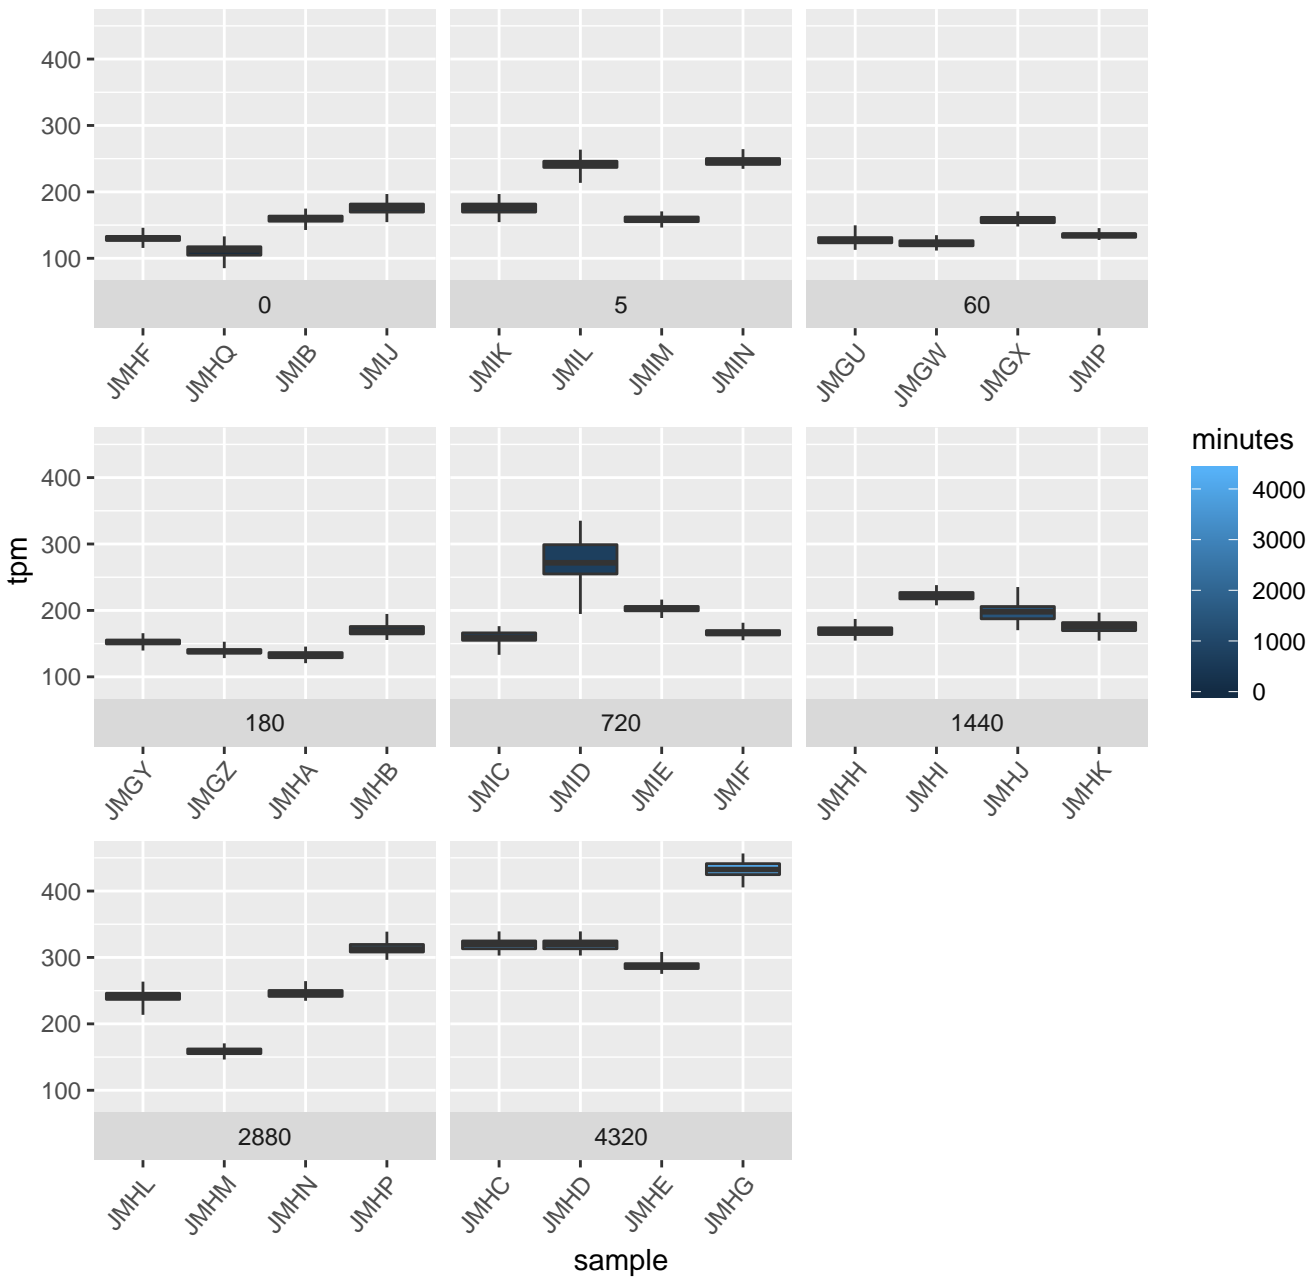 400
300
200
100
0
5
60
JMHF JMHQ JMIB JMIJ
JMIK JMIL JMIM JMIN
JMGU JMGW JMGX JMIP
tpm
400
300
200
100
180
720
1440
JMGY JMGZ JMHA JMHB
JMIC JMID JMIE JMIF
JMHH JMHI JMHJ JMHK
minutes
4000
3000
2000
1000
0
400
300
200
100
2880
4320
JMHL JMHM JMHN JMHP
JMHC JMHD JMHE JMHG
sample